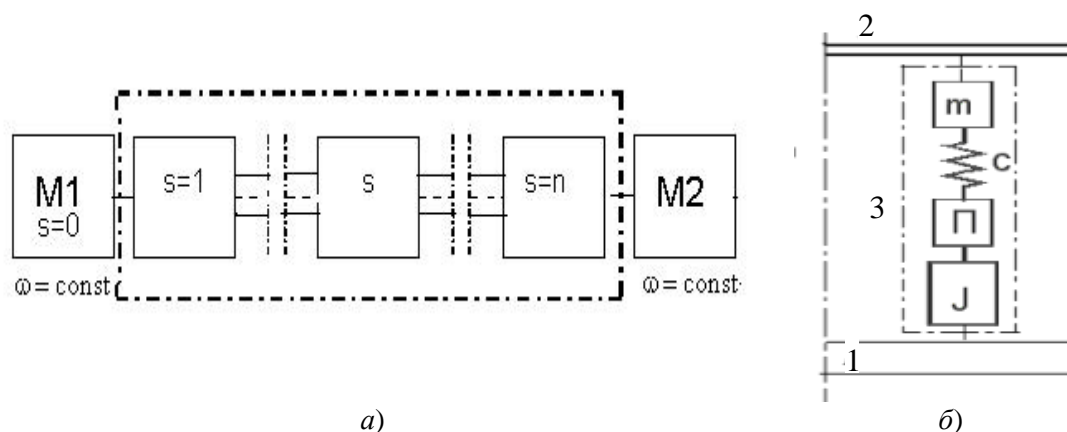 M1
s=0
ω = const
s=1
s
s=n
M2
ω = const
а)
2
m
C
3
П
J
1
б)